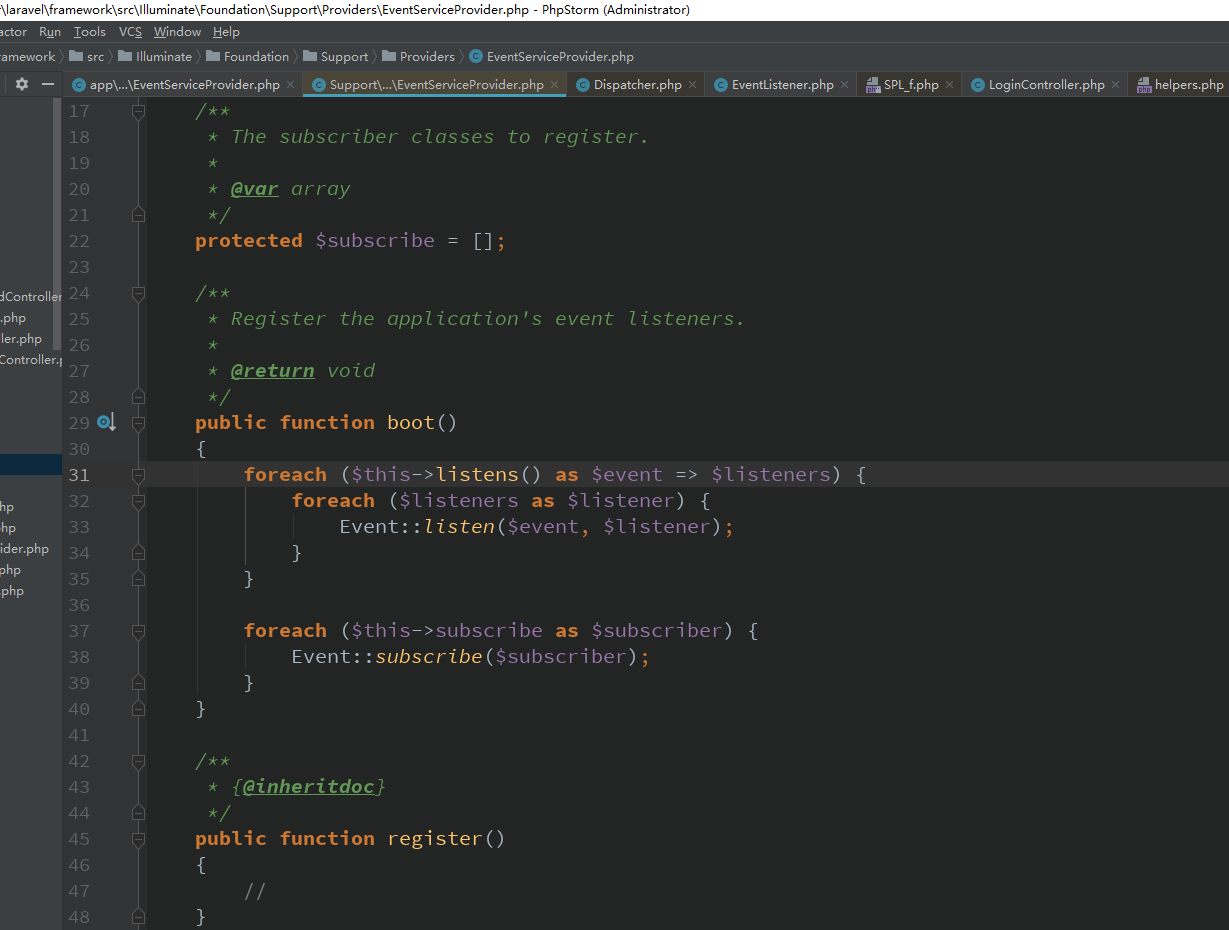 r\laravel\framework\src\Illuminate\Foundation\Support\Providers\EventServiceProvider.php - PhpStorm (Administrator)
actor Run Tools VCS Window Help
ramework src Illuminate Foundation Support Providers EventServiceProvider.php
app\...\EventServiceProvider.php Support\...\EventServiceProvider.php Dispatcher.php EventListener.php SPL_f.php LoginController.php helpers.php
dController
.php
ler.php
Controller.p
hp
hp
ider.php
php
.php
17 /**
18 * The subscriber classes to register.
19 *
20 * @var array
21 */
22 protected $subscribe = [];
23
24 /**
25 * Register the application's event listeners.
26 *
27 * @return void
28 */
29 public function boot()
30 {
31 foreach ($this->listens() as $event => $listeners) {
32 foreach ($listeners as $listener) {
33 Event::listen($event, $listener);
34 }
35 }
36
37 foreach ($this->subscribe as $subscriber) {
38 Event::subscribe($subscriber);
39 }
40 }
41
42 /**
43 * {@inheritdoc}
44 */
45 public function register()
46 {
47 //
48 }